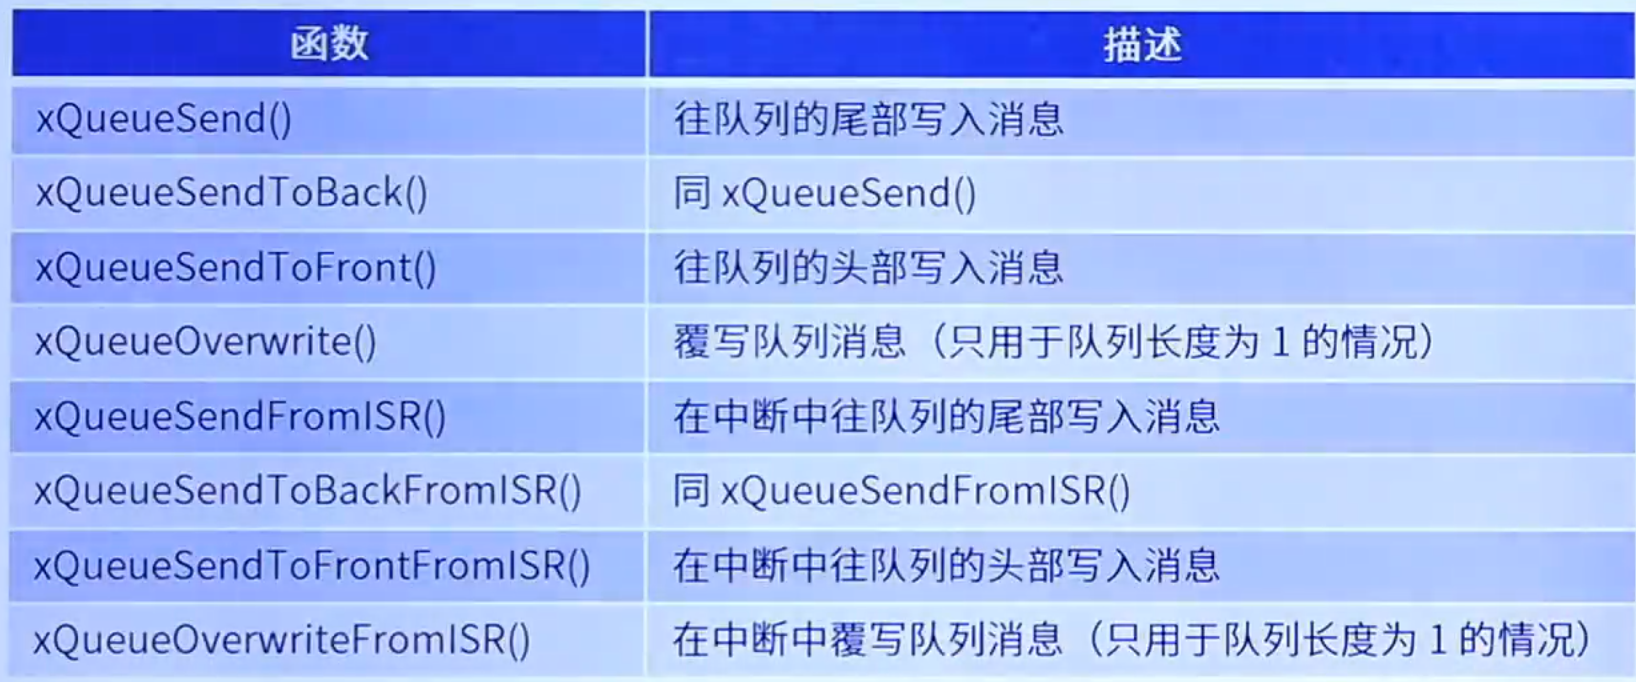 函数 描述
xQueueSend() 往队列的尾部写入消息
xQueueSendToBack() 同 xQueueSend()
xQueueSendToFront() 往队列的头部写入消息
xQueueOverwrite() 覆写队列消息（只用于队列长度为 1 的情况）
xQueueSendFromISR() 在中断中往队列的尾部写入消息
xQueueSendToBackFromISR() 同 xQueueSendFromISR()
xQueueSendToFrontFromISR() 在中断中往队列的头部写入消息
xQueueOverwriteFromISR() 在中断中覆写队列消息（只用于队列长度为 1 的情况）